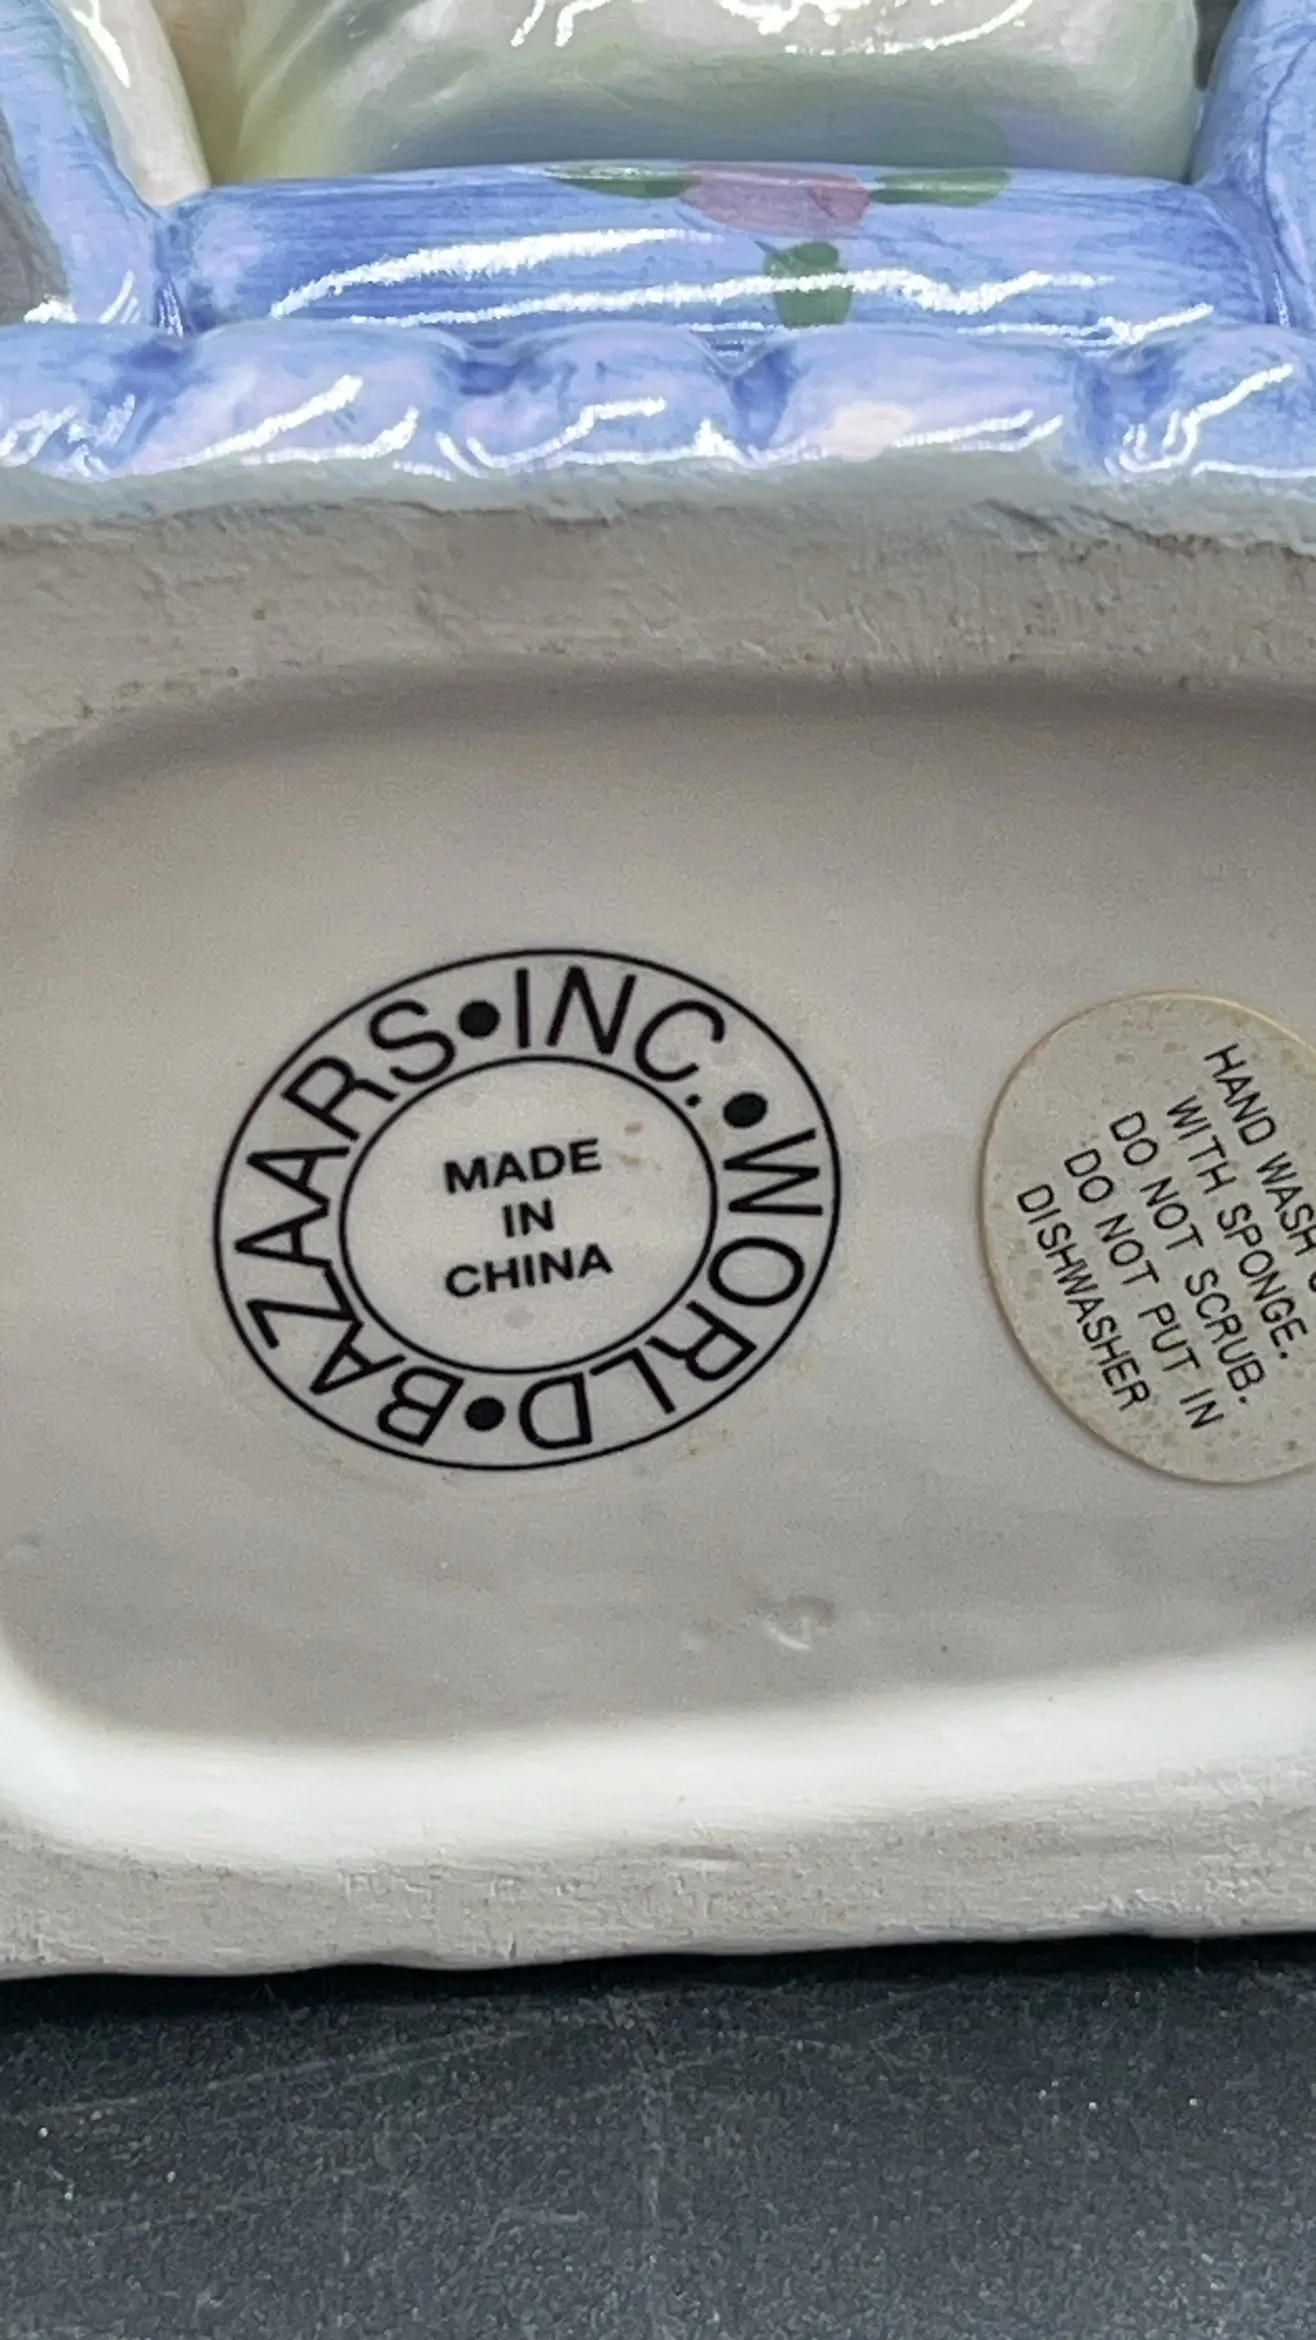 WORLD•BAZAARS•INC.•
MADE
IN
CHINA
HAND WASH
WITH SPONGE.
DO NOT SCRUB.
DO NOT PUT IN
DISHWASHER